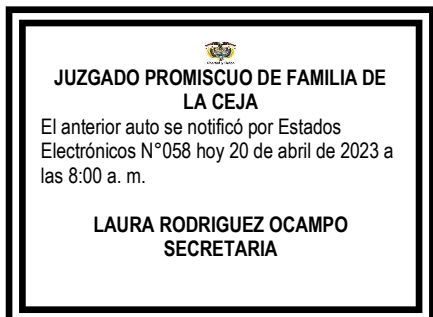 JUZGADO PROMISCUO DE FAMILIA DE
LA CEJA
El anterior auto se notificó por Estados
Electrónicos N°058 hoy 20 de abril de 2023 a
las 8:00 a. m.
LAURA RODRIGUEZ OCAMPO
SECRETARIA